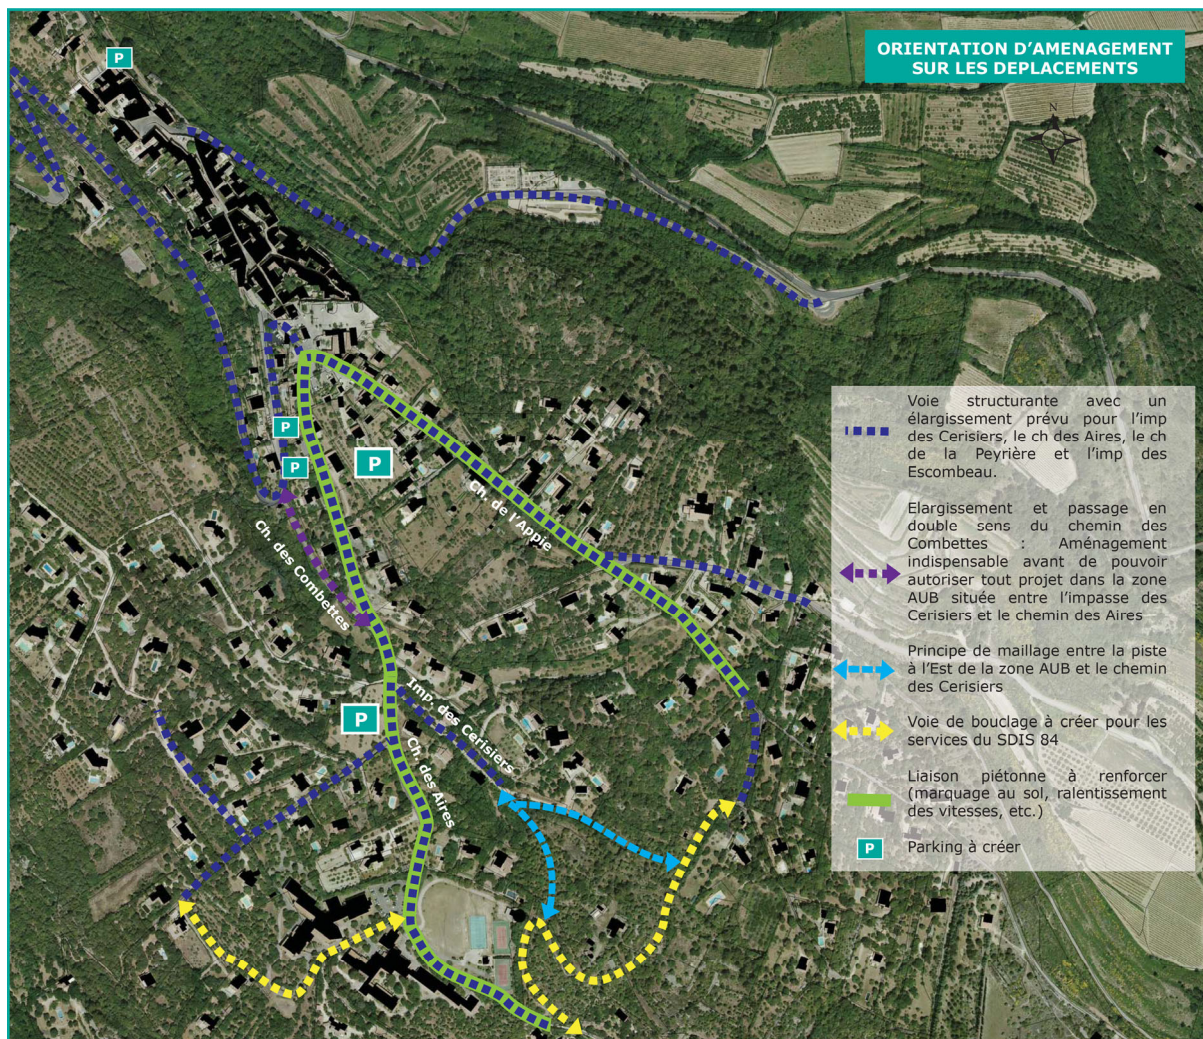 ORIENTATION D'AMENAGEMENT
SUR LES DEPLACEMENTS
P
N
Voie structurante avec un
élargissement prévu pour l'imp
des Cerisiers, le ch des Aires, le ch
de la Peyrière et l'imp des
Escombeau.
P
P
P
Ch. de l'Appie
Elargissement et passage en
double sens du chemin des
Combettes : Aménagement
indispensable avant de pouvoir
autoriser tout projet dans la zone
AUB située entre l'impasse des
Cerisiers et le chemin des Aires
Ch. des Combettes
Principe de maillage entre la piste
à l'Est de la zone AUB et le chemin
des Cerisiers
Imp. des Cerisiers
P
Ch. des Aires
Voie de bouclage à créer pour les
services du SDIS 84
Liaison piétonne à renforcer
(marquage au sol, ralentissement
des vitesses, etc.)
P
Parking à créer